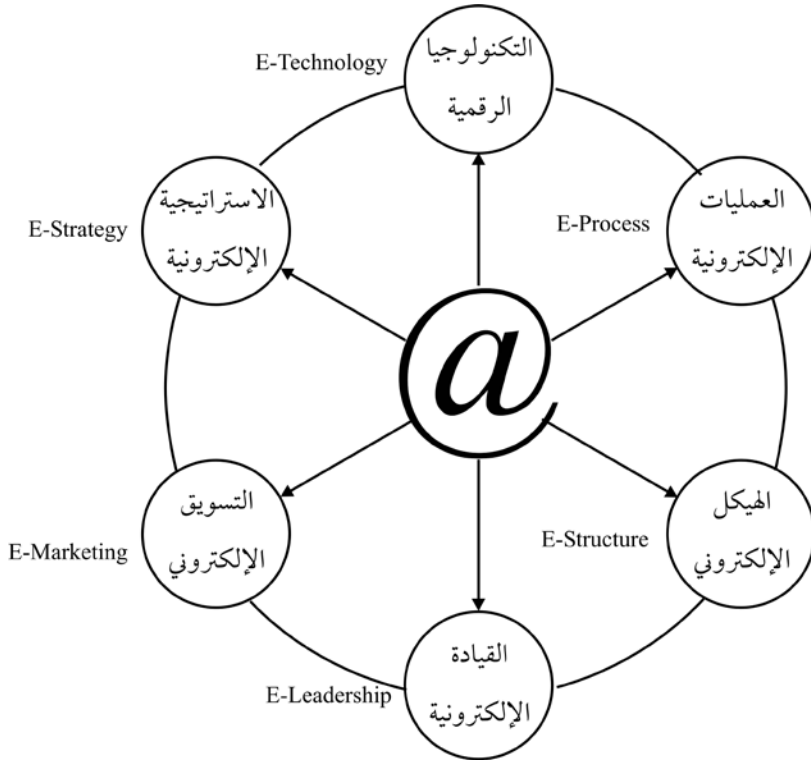 E-Technology
التكنولوجيا
الرقمية
E-Process
العمليات
الإلكترونية
E-Structure
الهيكل
الإلكتروني
E-Leadership
القيادة
الإلكترونية
E-Marketing
التسويق
الإلكتروني
E-Strategy
الاستراتيجية
الإلكترونية
@